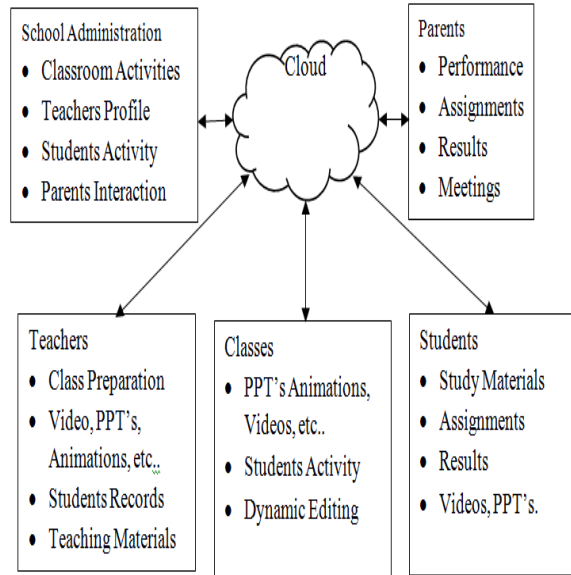 School Administration
● Classroom Activities
● Teachers Profile
● Students Activity
● Parents Interaction
Cloud
Parents
● Performance
● Assignments
● Results
● Meetings
Teachers
● Class Preparation
● Video, PPT’s,
Animations, etc..
● Students Records
● Teaching Materials
Classes
● PPT’s Animations,
Videos, etc..
● Students Activity
● Dynamic Editing
Students
● Study Materials
● Assignments
● Results
● Videos, PPT’s.